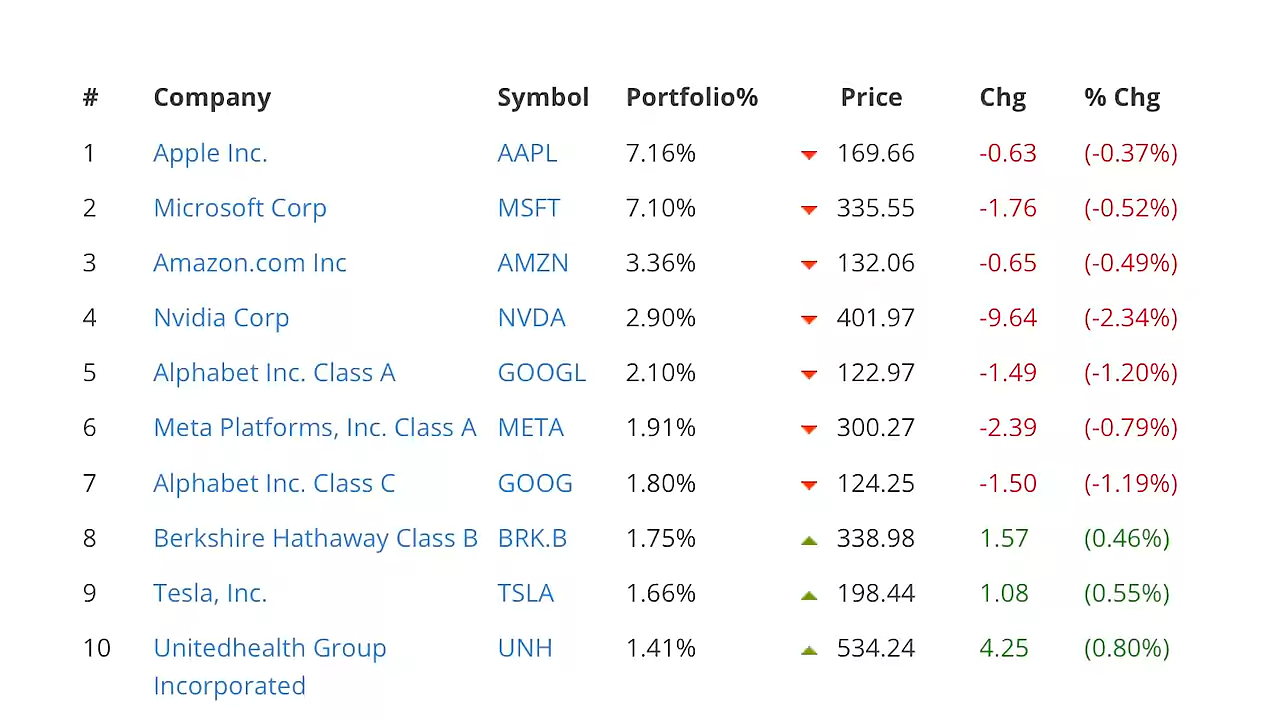 # Company Symbol Portfolio% Price Chg % Chg
1 Apple Inc. AAPL 7.16% 169.66 -0.63 (-0.37%)
2 Microsoft Corp MSFT 7.10% 335.55 -1.76 (-0.52%)
3 Amazon.com Inc AMZN 3.36% 132.06 -0.65 (-0.49%)
4 Nvidia Corp NVDA 2.90% 401.97 -9.64 (-2.34%)
5 Alphabet Inc. Class A GOOGL 2.10% 122.97 -1.49 (-1.20%)
6 Meta Platforms, Inc. Class A META 1.91% 300.27 -2.39 (-0.79%)
7 Alphabet Inc. Class C GOOG 1.80% 124.25 -1.50 (-1.19%)
8 Berkshire Hathaway Class B BRK.B 1.75% 338.98 1.57 (0.46%)
9 Tesla, Inc. TSLA 1.66% 198.44 1.08 (0.55%)
10 Unitedhealth Group UNH 1.41% 534.24 4.25 (0.80%)
Incorporated